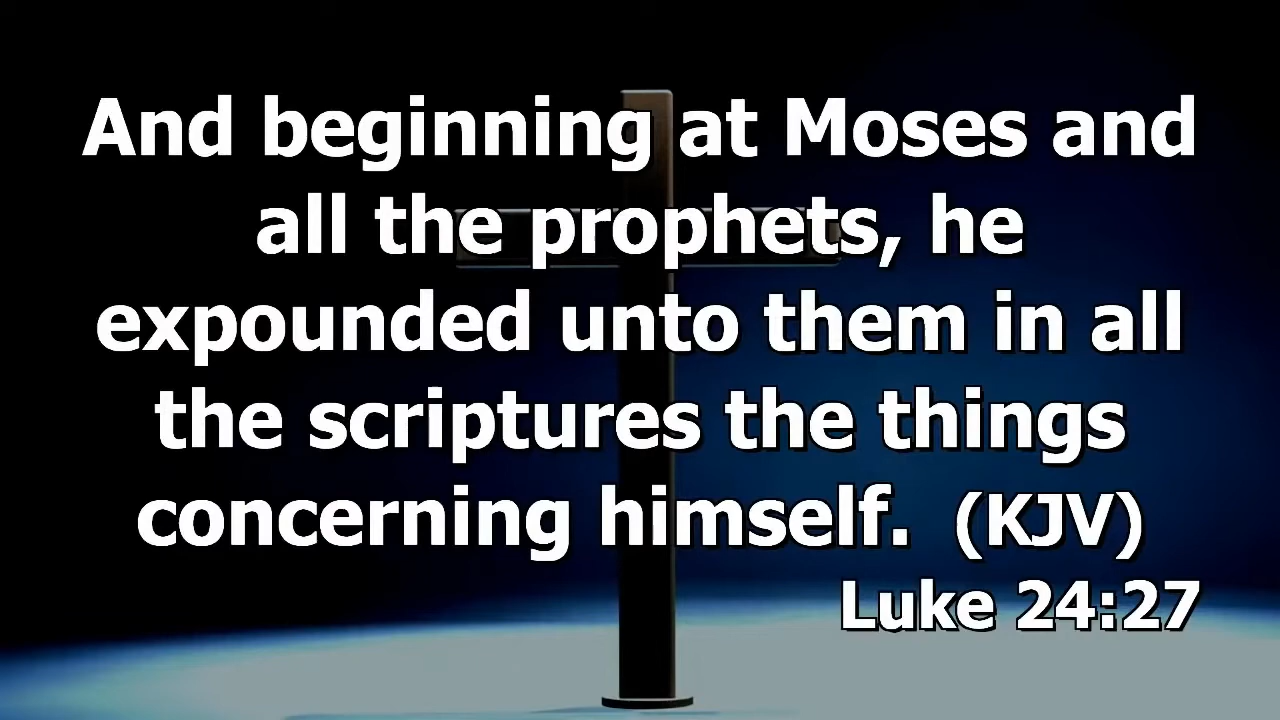 And beginning at Moses and
all the prophets, he
expounded unto them in all
the scriptures the things
concerning himself.  (KJV)
Luke 24:27